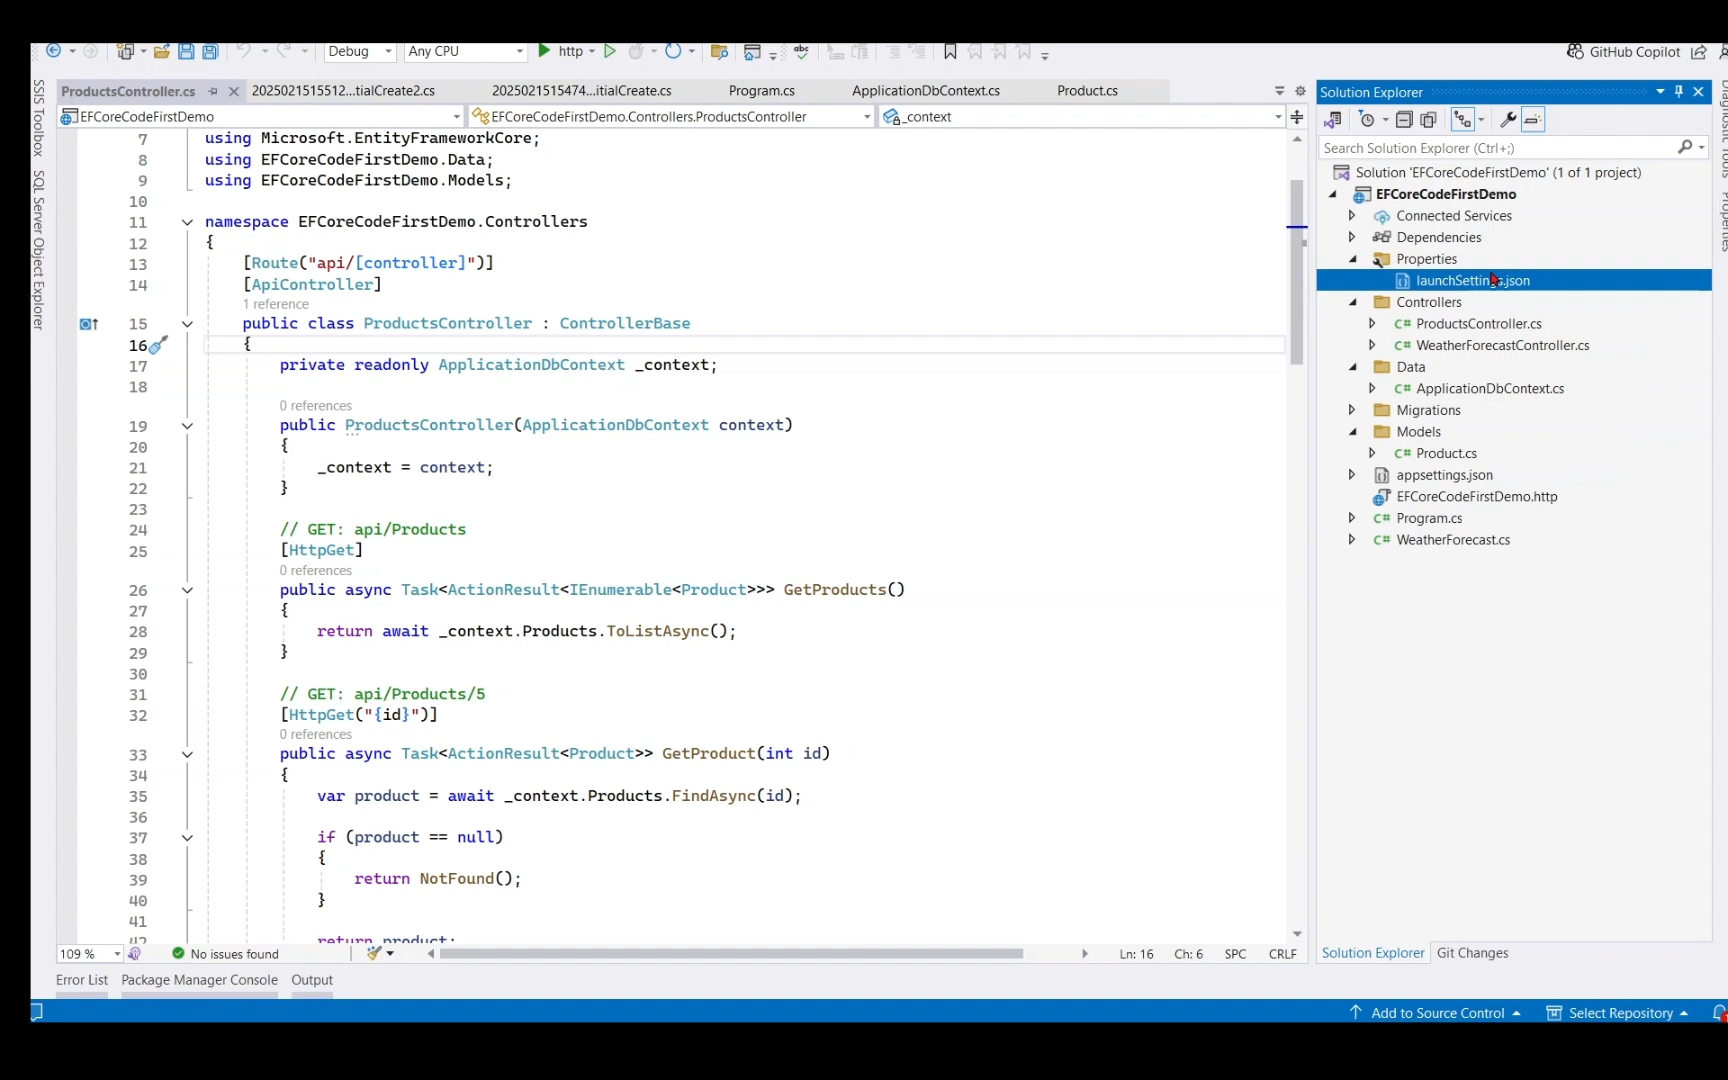 Debug
Any CPU
http
GitHub Copilot
SSIS Toolbox
SQL Server Object Explorer
ProductsController.cs
2025021515512...tialCreate2.cs
2025021515474...itialCreate.cs
Program.cs
ApplicationDbContext.cs
Product.cs
EFCoreCodeFirstDemo
EFCoreCodeFirstDemo.Controllers.ProductsController
_context
7 using Microsoft.EntityFrameworkCore;
8 using EFCoreCodeFirstDemo.Data;
9 using EFCoreCodeFirstDemo.Models;
10
11 namespace EFCoreCodeFirstDemo.Controllers
12 {
13 [Route("api/[controller]")]
14 [ApiController]
1 reference
15 public class ProductsController : ControllerBase
16 {
17 private readonly ApplicationDbContext _context;
18
0 references
19 public ProductsController(ApplicationDbContext context)
20 {
21 _context = context;
22 }
23
24 // GET: api/Products
25 [HttpGet]
0 references
26 public async Task<ActionResult<IEnumerable<Product>>> GetProducts()
27 {
28 return await _context.Products.ToListAsync();
29 }
30
31 // GET: api/Products/5
32 [HttpGet("{id}")]
0 references
33 public async Task<ActionResult<Product>> GetProduct(int id)
34 {
35 var product = await _context.Products.FindAsync(id);
36
37 if (product == null)
38 {
39 return NotFound();
40 }
41
42 return product;
109 %
No issues found
Ln: 16
Ch: 6
SPC
CRLF
Error List
Package Manager Console
Output
Solution Explorer
Search Solution Explorer (Ctrl+;)
Solution 'EFCoreCodeFirstDemo' (1 of 1 project)
EFCoreCodeFirstDemo
Connected Services
Dependencies
Properties
launchSettings.json
Controllers
C# ProductsController.cs
C# WeatherForecastController.cs
Data
C# ApplicationDbContext.cs
Migrations
Models
C# Product.cs
appsettings.json
EFCoreCodeFirstDemo.http
C# Program.cs
C# WeatherForecast.cs
Solution Explorer
Git Changes
Diagnostic Tools
Properties
Add to Source Control
Select Repository